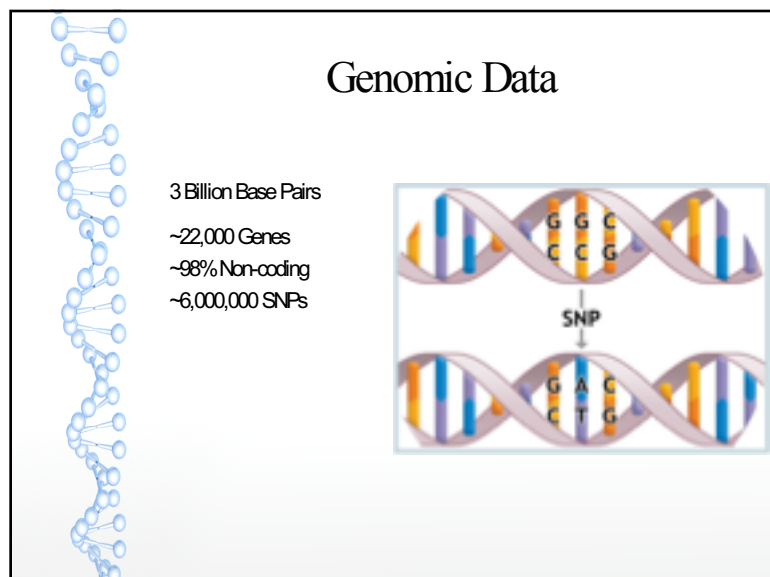 Genomic Data
3 Billion Base Pairs
~22,000 Genes
~98% Non-coding
~6,000,000 SNPs
G G C
C C G
SNP
G A C
C T G